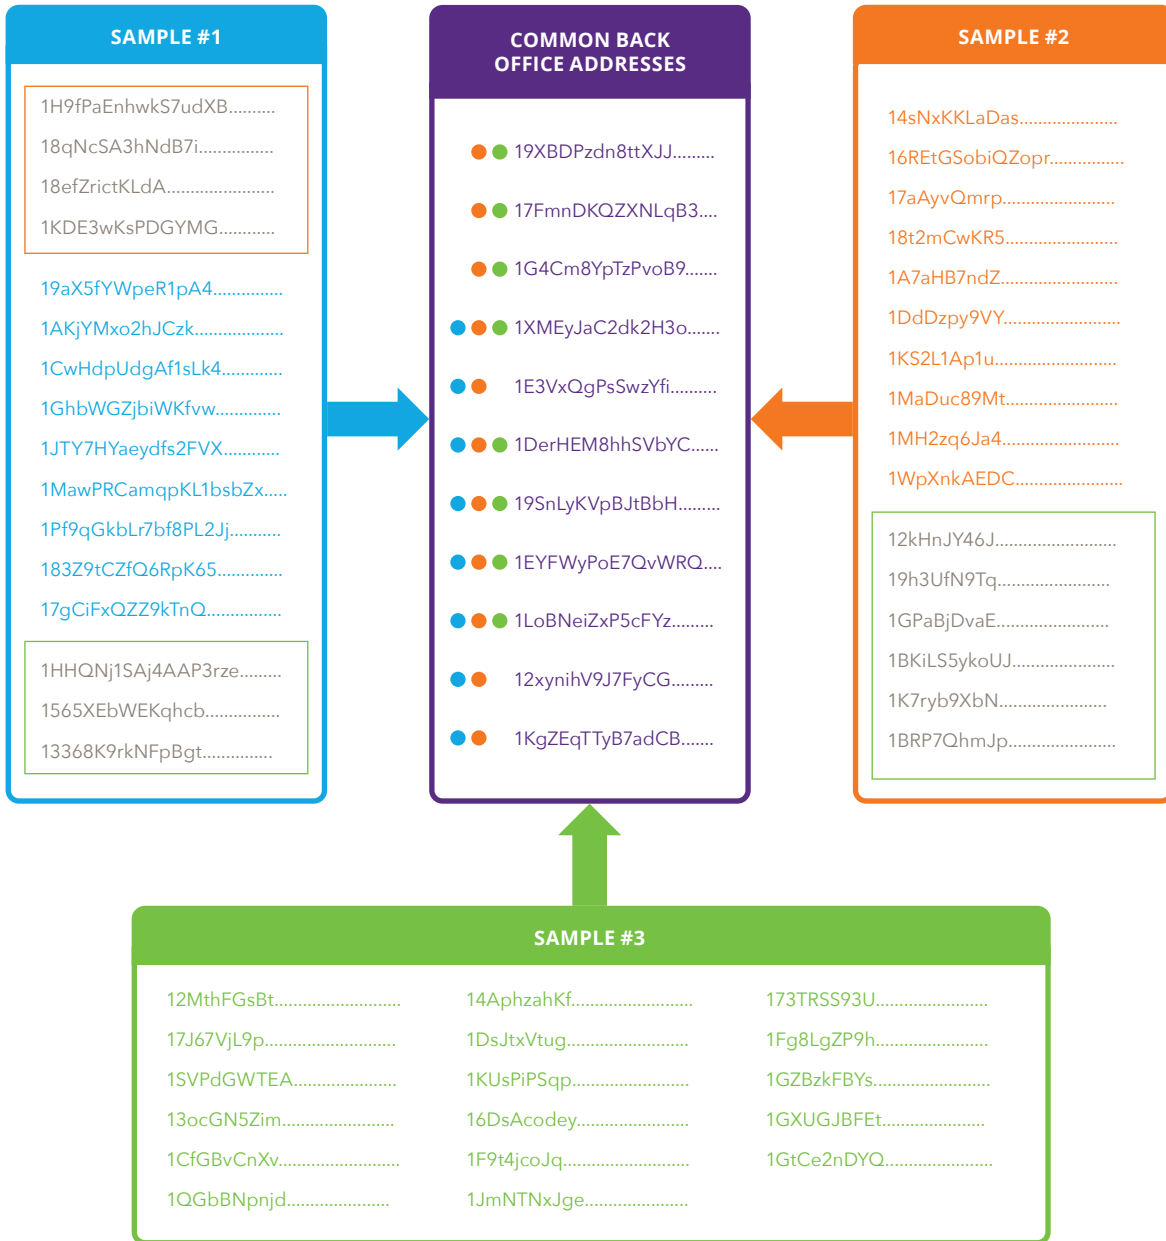 SAMPLE #1
1H9fPaEnhwkS7udXB..........
18qNcSA3hNdB7i................
18efZrictKLdA.......................
1KDE3wKsPDGYMG............
19aX5fYWpeR1pA4...............
1AKjYMxo2hJCzk...................
1CwHdpUdgAf1sLk4.............
1GhbWGZjbiWKfvw..............
1JTY7HYaeydfs2FVX............
1MawPRCamqpKL1bsbZx.....
1Pf9qGkbLr7bf8PL2Jj...........
183Z9tCZfQ6RpK65..............
17gCiFxQZZ9kTnQ................
1HHQNj1SAj4AAP3rze.........
1565XEbWEKqhcb................
13368K9rkNFpBgt...............
COMMON BACK
OFFICE ADDRESSES
19XBDPzdn8ttXJJ.........
17FmnDKQZXNLqB3....
1G4Cm8YpTzPvoB9.......
1XMEyJaC2dk2H3o.......
1E3VxQgPsSwzYfi..........
1DerHEM8hhSVbYC......
19SnLyKVpBJtBbH.........
1EYFWyPoE7QvWRQ....
1LoBNeiZxP5cFYz.........
12xynihV9J7FyCG.........
1KgZEqTTyB7adCB.......
SAMPLE #2
14sNxKKLaDas.....................
16REtGSobiQZopr................
17aAyvQmrp........................
18t2mCwKR5........................
1A7aHB7ndZ.........................
1DdDzpy9VY.........................
1KS2L1Ap1u..........................
1MaDuc89Mt........................
1MH2zq6Ja4........................
1WpXnkAEDC.......................
12kHnJY46J..........................
19h3UfN9Tq........................
1GPaBjDvaE........................
1BKiLS5ykoUJ......................
1K7ryb9XbN.......................
1BRP7QhmJp.......................
SAMPLE #3
12MthFGsBt........................... 14AphzahKf.......................... 173TRSS93U........................
17J67VjL9p............................ 1DsJtxVtug.......................... 1Fg8LgZP9h........................
1SVPdGWTEA...................... 1KUsPiPSqp......................... 1GZBzkFBYs.........................
13ocGN5Zim........................ 16DsAcodey........................ 1GXUGJBFEt......................
1CfGBvCnXv.......................... 1F9t4jcoJq........................... 1GtCe2nDYQ.......................
1QGbBNpnjd...................... 1JmNTNxJge......................